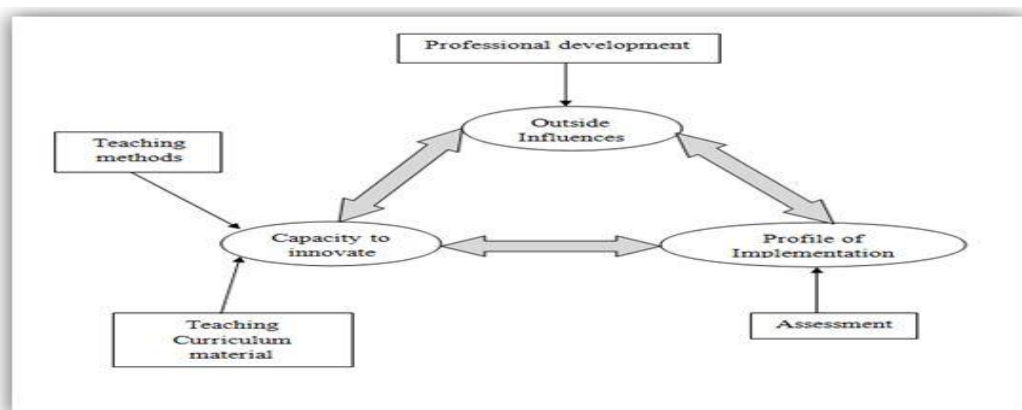 Professional development
Outside
Influences
Teaching
methods
Capacity to
innovate
Profile of
Implementation
Teaching
Curriculum
material
Assessment